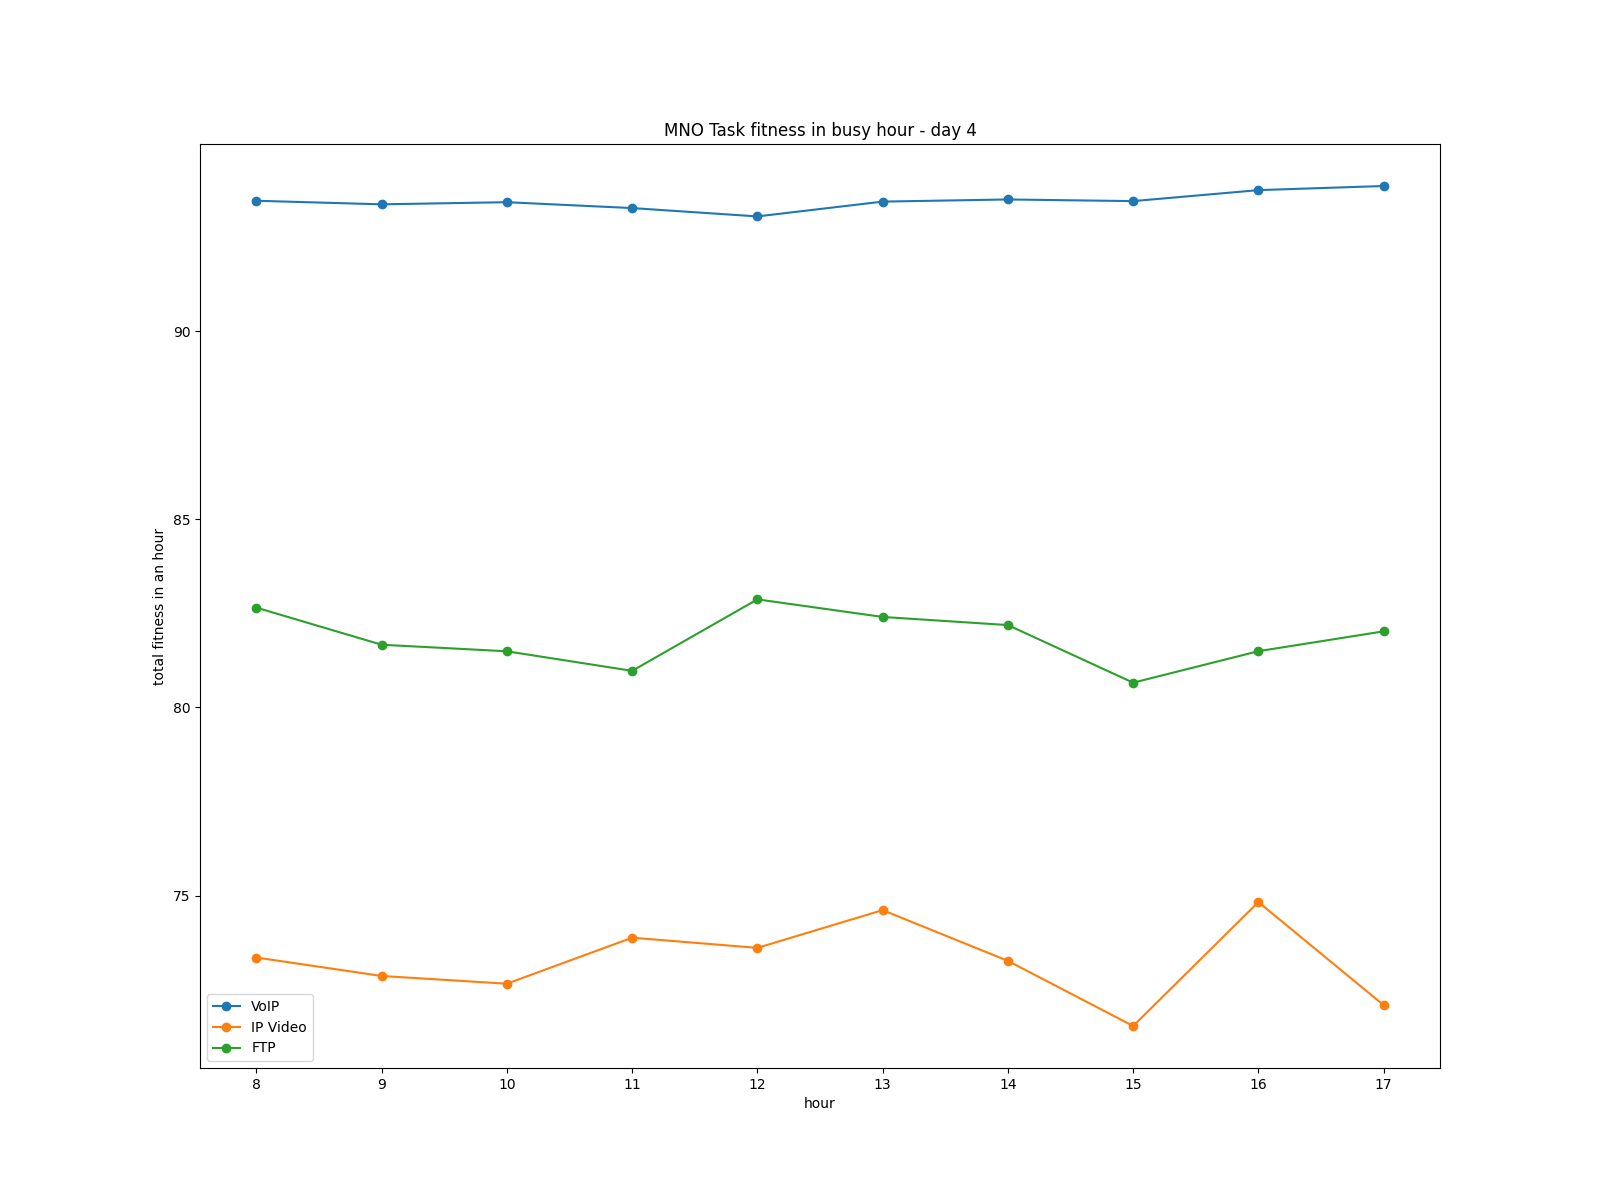 MNO Task fitness in busy hour - day 4
total fitness in an hour
90
85
80
75
VoIP
IP Video
FTP
8 9 10 11 12 13 14 15 16 17
hour